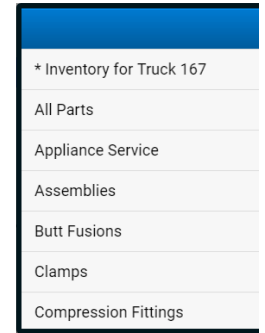 * Inventory for Truck 167
All Parts
Appliance Service
Assemblies
Butt Fusions
Clamps
Compression Fittings